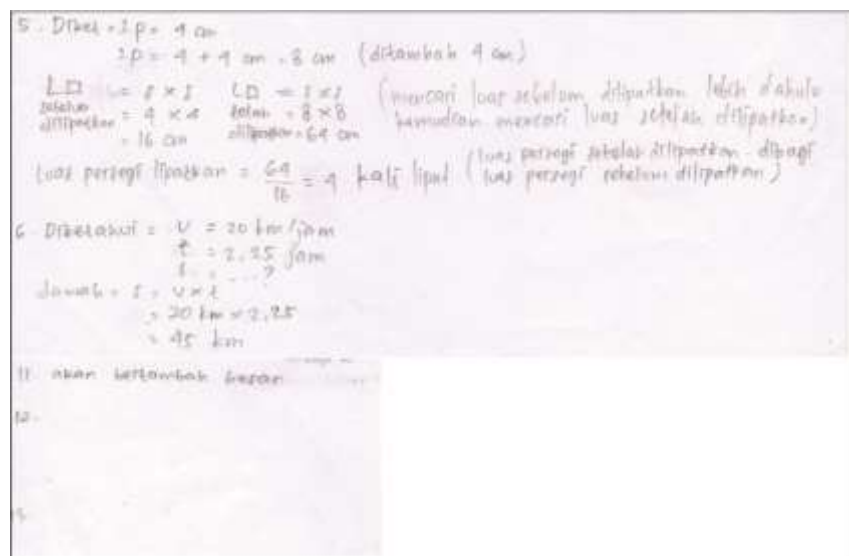 5. Diket = 1 p = 4 cm
2p = 4 + 4 cm = 8 cm (ditambah 4 cm)
L□ = s × s L□ = s × s (mencari luas sebelum dilipatkan lebih dahulu
sebelum dilipatkan = 4 × 4 setelah dilipatkan = 8 × 8 kemudian mencari luas setelah dilipatkan)
= 16 cm = 64 cm
Luas persegi lipatkan = 64/16 = 4 kali lipat (luas persegi setelah dilipatkan dibagi
luas persegi sebelum dilipatkan)
6. Diketahui = V = 20 km/jam
t = 2,25 jam
s = ...?
Jawab = s = v × t
= 20 km × 2,25
= 45 km
11. akan bertambah besar
12.